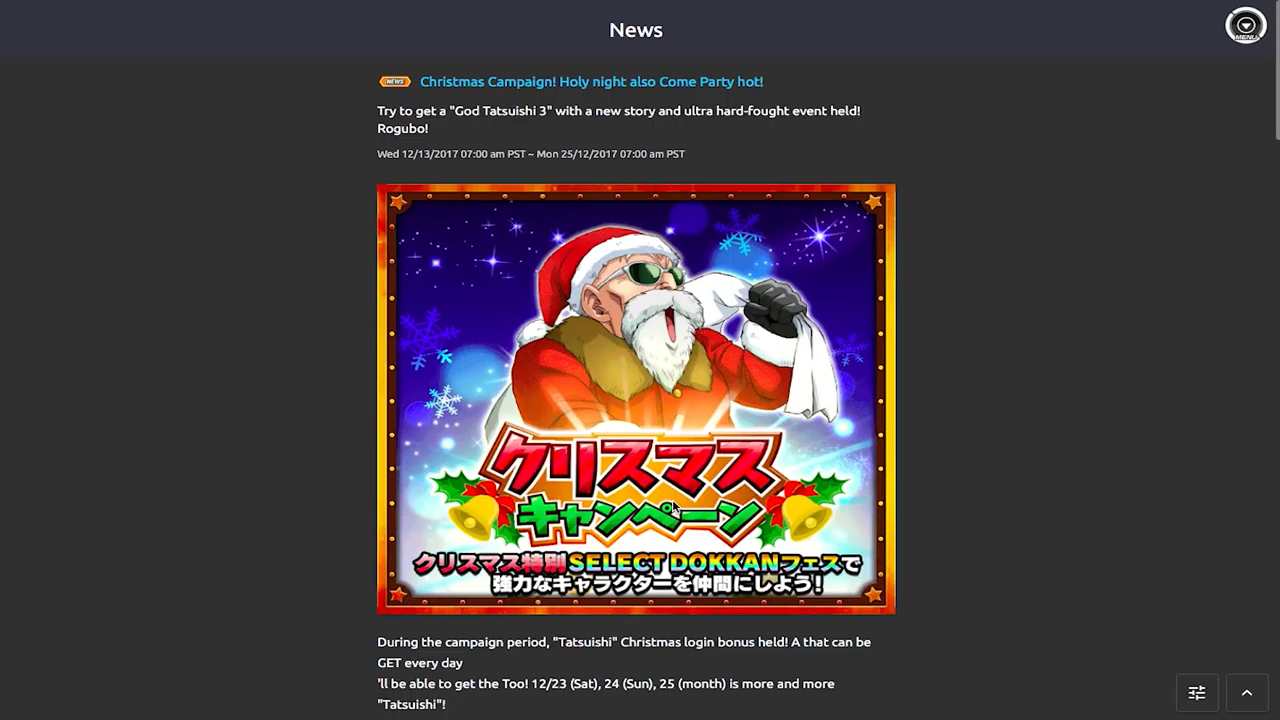 News
MENU
NEWS Christmas Campaign! Holy night also Come Party hot!
Try to get a "God Tatsuishi 3" with a new story and ultra hard-fought event held!
Rogubo!
Wed 12/13/2017 07:00 am PST ~ Mon 25/12/2017 07:00 am PST
クリスマス
キャンペーン
クリスマス特別SELECT DOKKANフェスで
強力なキャラクターを仲間にしよう!
During the campaign period, "Tatsuishi" Christmas login bonus held! A that can be
GET every day
'll be able to get the Too! 12/23 (Sat), 24 (Sun), 25 (month) is more and more
"Tatsuishi"!